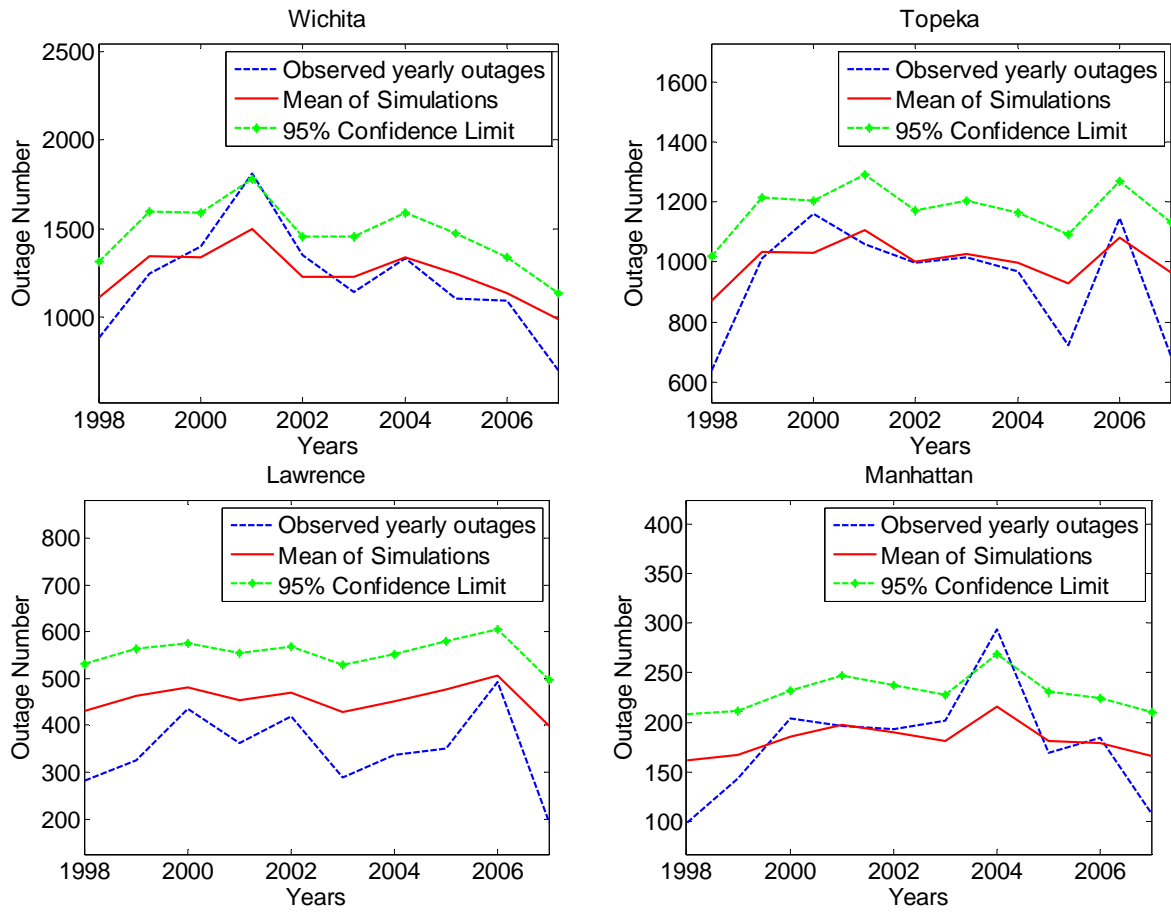 Wichita
2500
2000
1500
1000
Outage Number
Observed yearly outages
Mean of Simulations
95% Confidence Limit
1998 2000 2002 2004 2006
Years
Topeka
1600
1400
1200
1000
800
600
Outage Number
Observed yearly outages
Mean of Simulations
95% Confidence Limit
1998 2000 2002 2004 2006
Years
Lawrence
800
700
600
500
400
300
200
Outage Number
Observed yearly outages
Mean of Simulations
95% Confidence Limit
1998 2000 2002 2004 2006
Years
Manhattan
400
350
300
250
200
150
100
Outage Number
Observed yearly outages
Mean of Simulations
95% Confidence Limit
1998 2000 2002 2004 2006
Years